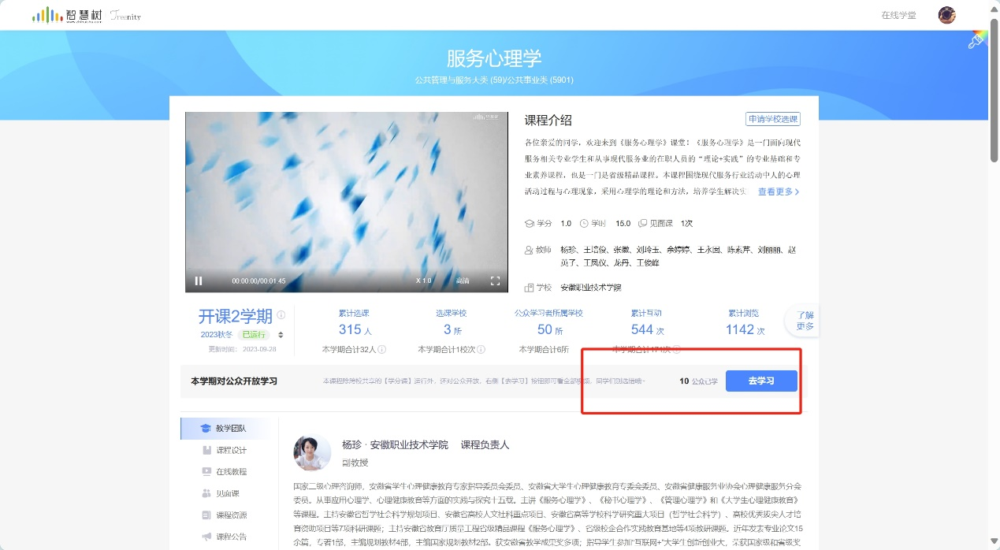 智慧树 Treenity
在线学堂
服务心理学
公共管理与服务大类 (59)/公共事业类 (5901)
课程介绍
申请学校选课
各位亲爱的同学，欢迎来到《服务心理学》课堂！《服务心理学》是一门面向现代
服务相关专业学生和从事现代服务业的在职人员的“理论+实践”的专业基础和专
业素养课程，也是一门是省级精品课程。本课程围绕现代服务行业活动中人的心理
活动过程与心理现象，采用心理学的理论和方法，培养学生解决实
查看更多
学分 1.0 学时 15.0 见面课 1次
教师 杨珍、王培俊、张徽、刘玲玉、余婷婷、王永固、陈素芹、刘丽丽、赵
英了、王凤仪、龙丹、王俊峰
学校 安徽职业技术学院
00:00:00/00:01:45 X 1.0 高清
开课2学期
2023秋冬 已运行
更新时间： 2023-09-28
累计选课
315 人
本学期合计32人
选课学校
3 所
本学期合计1校次
公众学习者所属学校
50 所
本学期合计6所
累计互动
544 次
本学期合计171次
累计浏览
1142 次
了解
更多
本学期对公众开放学习
本课程除跨校共享的【学分课】运行外，还对公众开放，右侧【去学习】按钮即可看全部视频，同学们别选错哦~
10 公众已学
去学习
教学团队
课程设计
在线教程
见面课
课程资源
课程公告
杨珍 · 安徽职业技术学院 课程负责人
副教授
国家二级心理咨询师，安徽省学生心理健康教育专家指导委员会委员、安徽省大学生心理健康教育专委会委员、安徽省健康服务业协会心理健康服务分会
委员。从事应用心理学、心理健康教育等方面的实践与探究十五载。主讲《服务心理学》、《秘书心理学》、《管理心理学》和《大学生心理健康教育》
等课程。主持安徽省哲学社会科学规划项目、安徽省高校人文社科重点项目、安徽省高等学校科学研究重大项目（哲学社会科学）、高校优秀拔尖人才培
育资助项目等7项科研课题；主持安徽省教育厅质量工程省级精品课程《服务心理学》、省级校企合作实践教育基地等4项教研课题。近年发表专业论文15
余篇，专著1部，主编规划教材4部，主编国家规划教材2部。获安徽省教学成果奖多项；指导学生参加“互联网+”大学生创新创业大，荣获国家级和省级奖